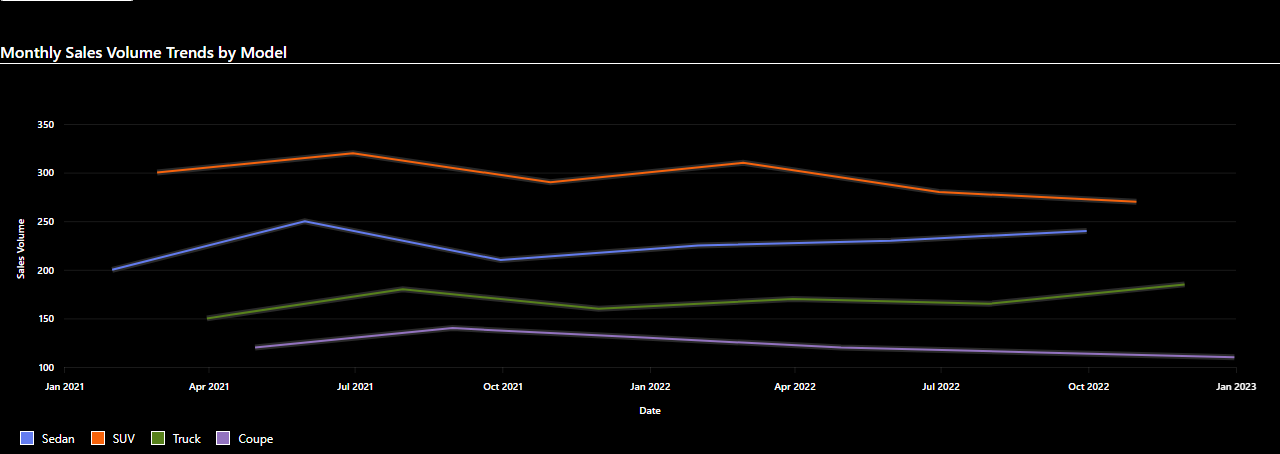 Monthly Sales Volume Trends by Model
350
300
250
200
150
100
Sales Volume
Jan 2021 Apr 2021 Jul 2021 Oct 2021 Jan 2022 Apr 2022 Jul 2022 Oct 2022 Jan 2023
Date
Sedan SUV Truck Coupe